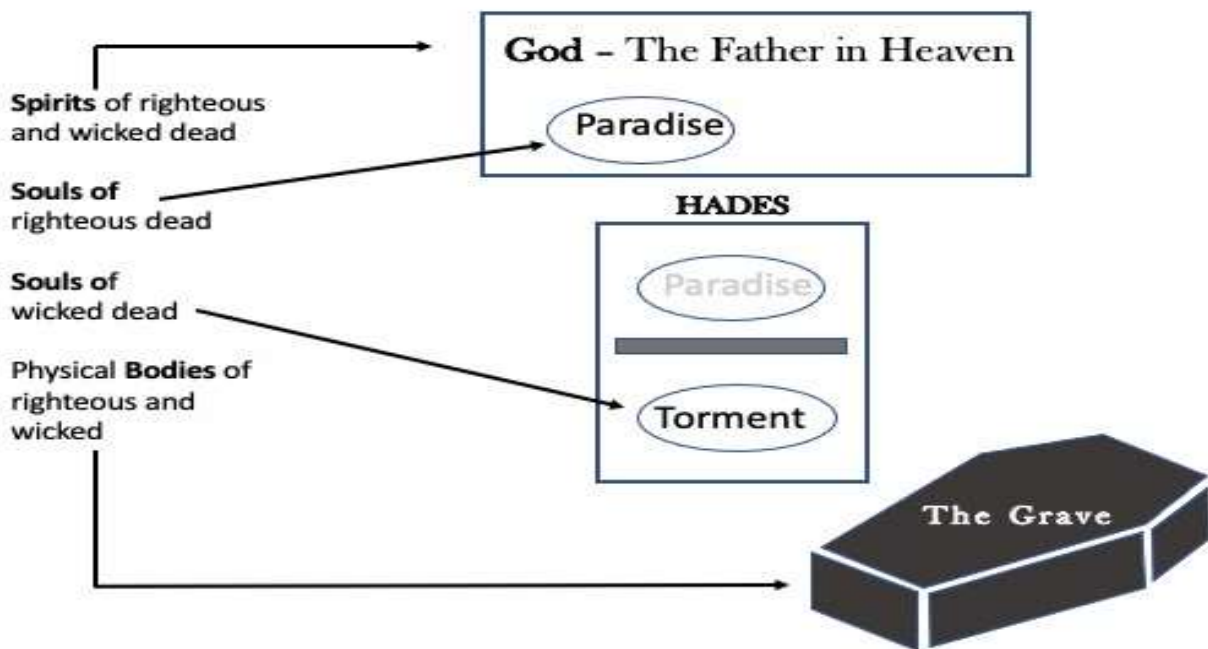 God – The Father in Heaven
Spirits of righteous
and wicked dead
Paradise
Souls of
righteous dead
HADES
Souls of
wicked dead
Paradise
Physical Bodies of
righteous and
wicked
Torment
The Grave